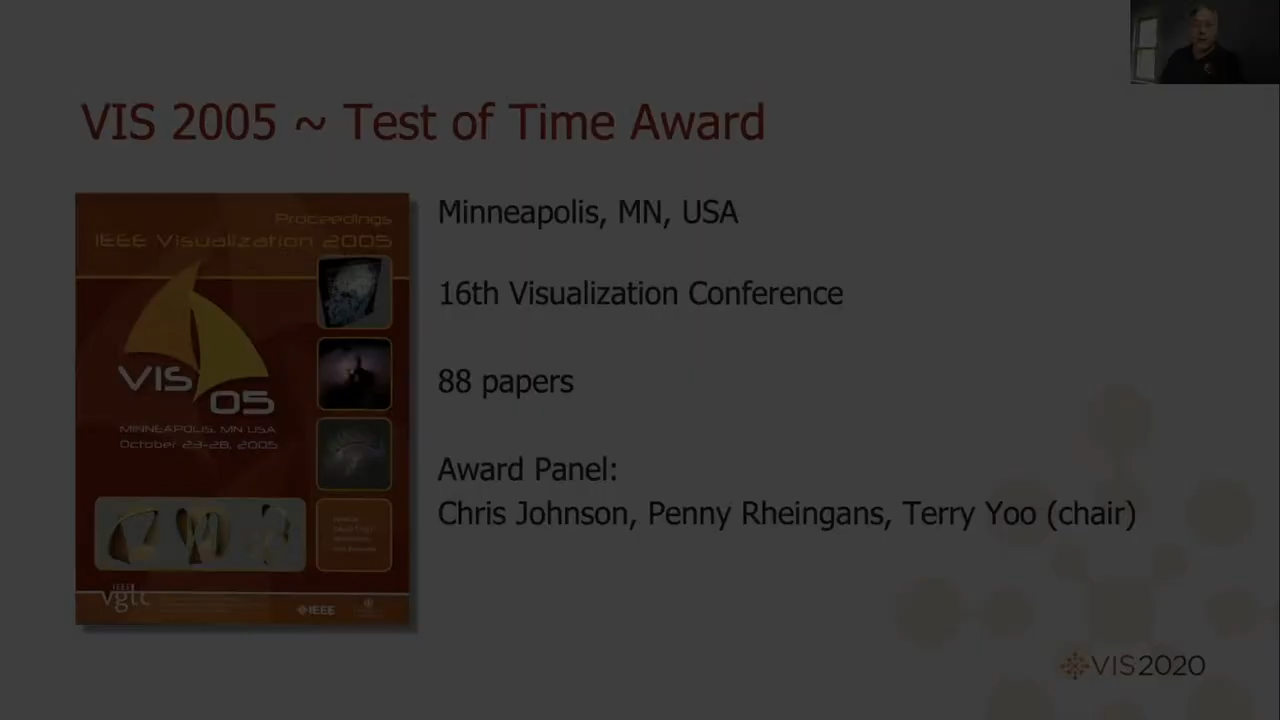 VIS 2005 ~ Test of Time Award
Proceedings
IEEE Visualization 2005
VIS
05
MINNEAPOLIS, MN USA
October 23-28, 2005
vgtc
IEEE
Minneapolis, MN, USA
16th Visualization Conference
88 papers
Award Panel:
Chris Johnson, Penny Rheingans, Terry Yoo (chair)
VIS2020